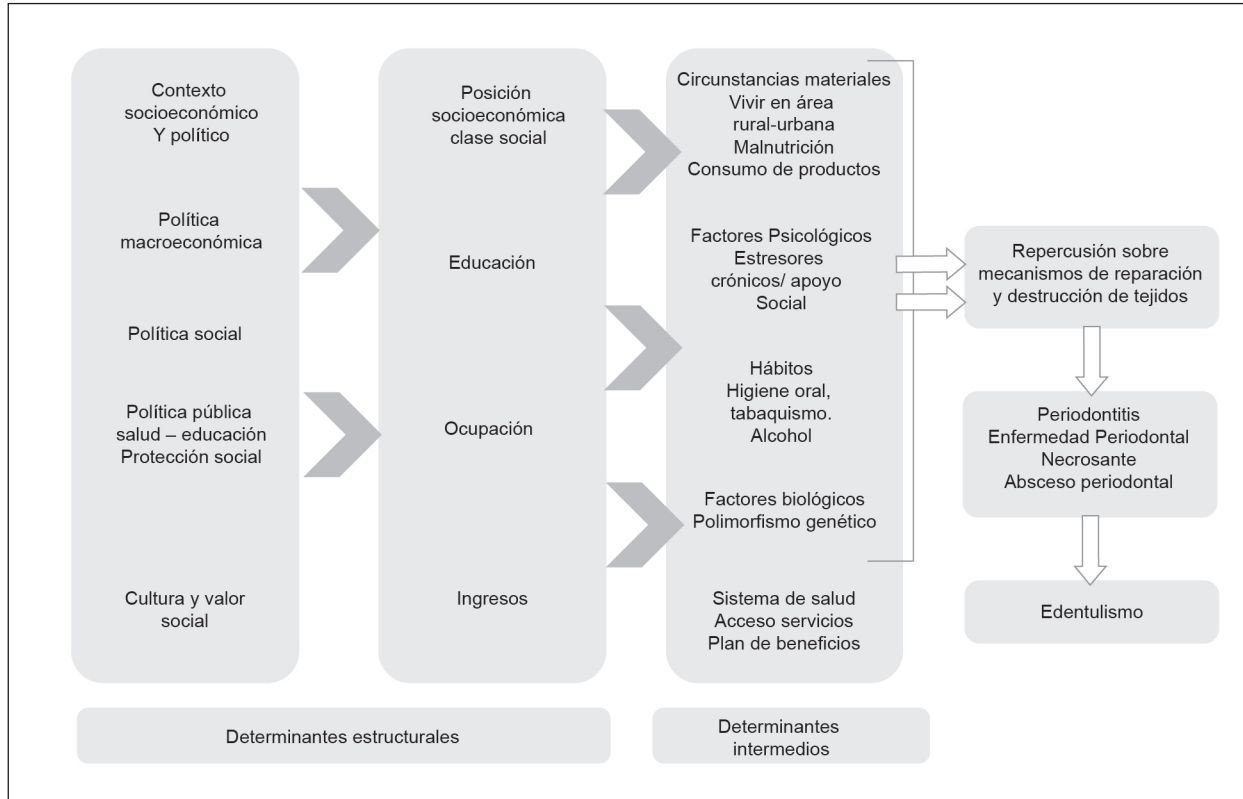 Contexto
socioeconómico
Y político
Política
macroeconómica
Política social
Política pública
salud – educación
Protección social
Cultura y valor
social
Posición
socioeconómica
clase social
Educación
Ocupación
Ingresos
Circunstancias materiales
Vivir en área
rural-urbana
Malnutrición
Consumo de productos
Factores Psicológicos
Estresores
crónicos/ apoyo
Social
Hábitos
Higiene oral,
tabaquismo.
Alcohol
Factores biológicos
Polimorfismo genético
Sistema de salud
Acceso servicios
Plan de beneficios
Repercusión sobre
mecanismos de reparación
y destrucción de tejidos
Periodontitis
Enfermedad Periodontal
Necrosante
Absceso periodontal
Edentulismo
Determinantes estructurales
Determinantes
intermedios